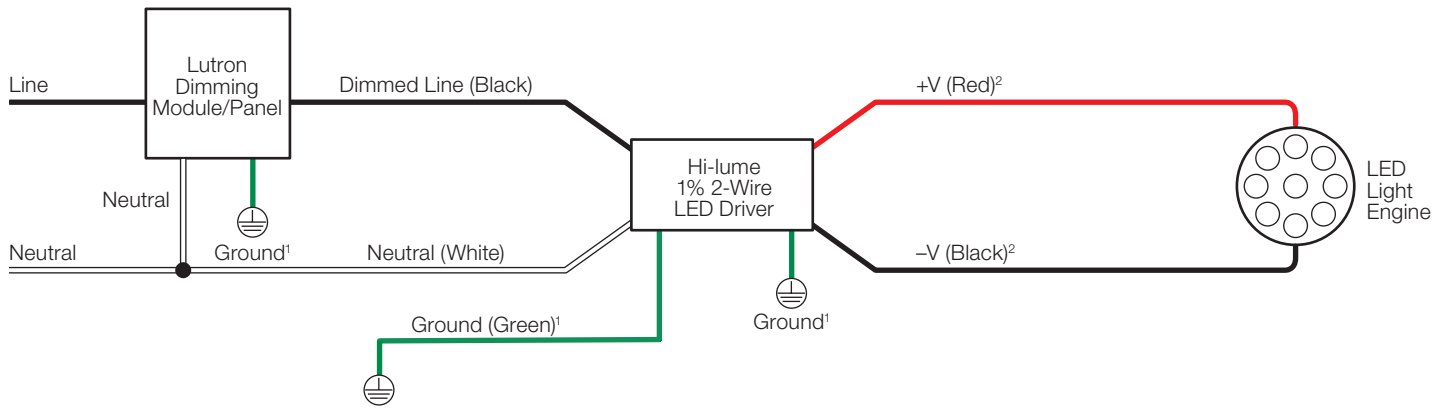 Line
Lutron
Dimming
Module/Panel
Dimmed Line (Black)
+V (Red)²
Hi-lume
1% 2-Wire
LED Driver
LED
Light
Engine
Neutral
Ground¹
Neutral
Neutral (White)
–V (Black)²
Ground (Green)¹
Ground¹